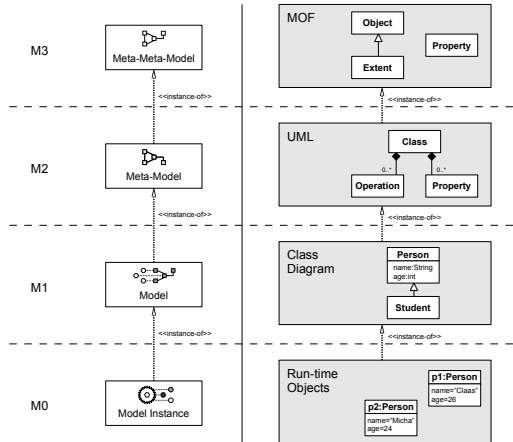 M3
Meta-Meta-Model
MOF
Object
Property
Extent
<<instance-of>>
<<instance-of>>
M2
Meta-Model
UML
Class
0..*
0..*
Operation
Property
<<instance-of>>
<<instance-of>>
M1
Model
Class
Diagram
Person
name:String
age:int
Student
<<instance-of>>
<<instance-of>>
M0
Model Instance
Run-time
Objects
p1:Person
name="Claas"
age=26
p2:Person
name="Micha"
age=24